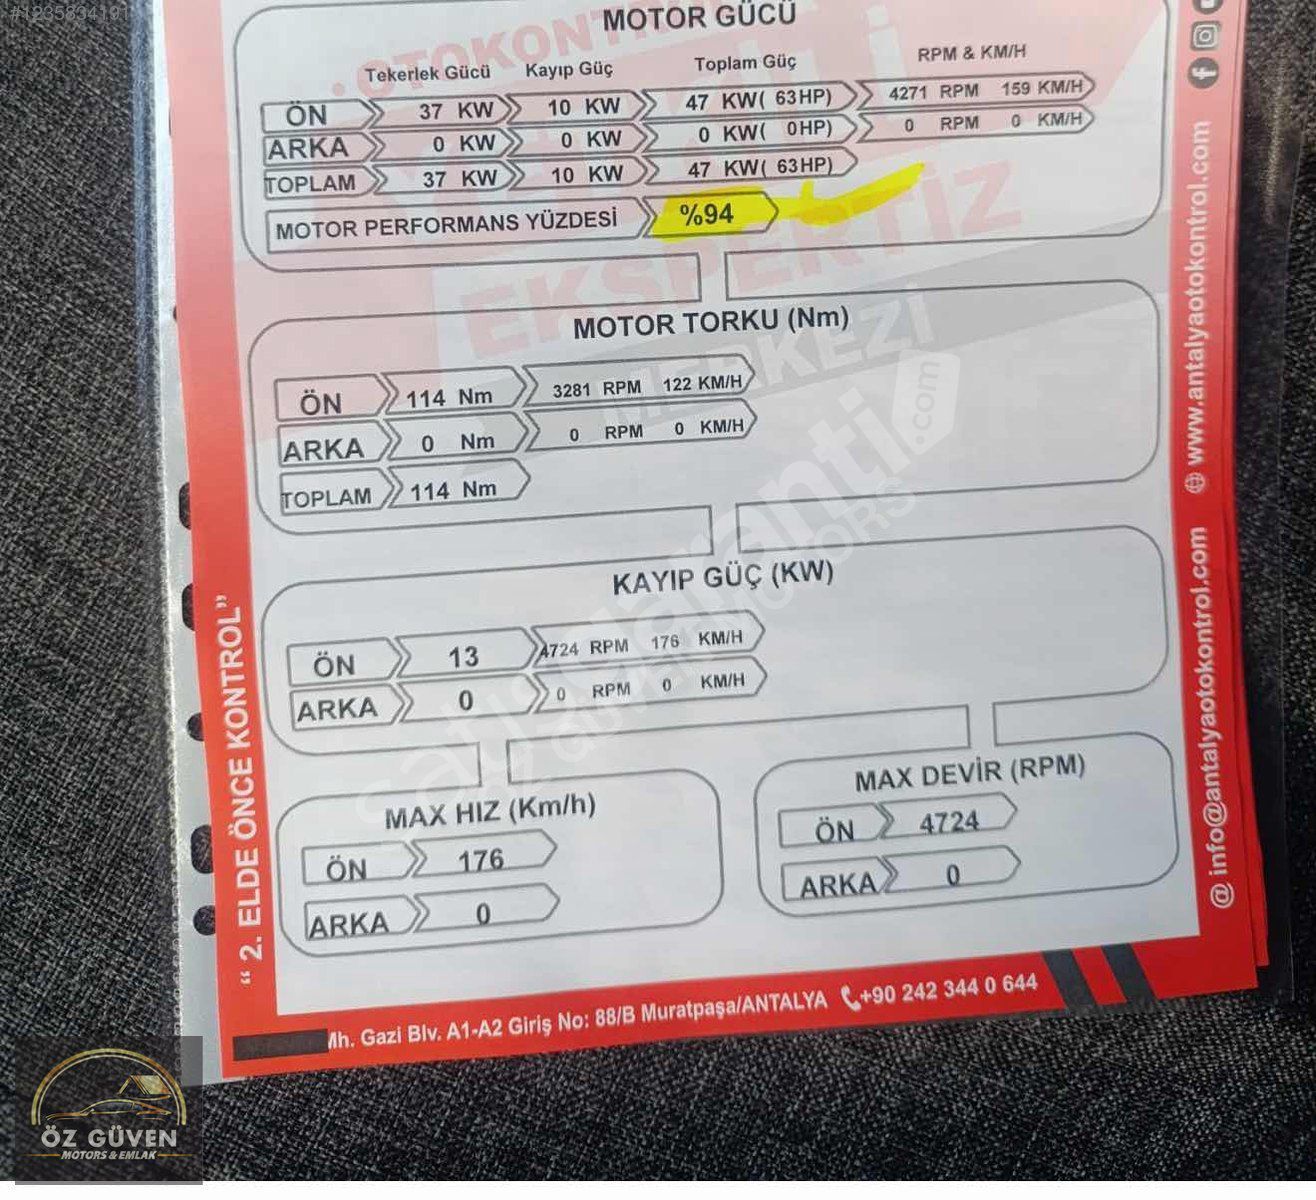 #1235834191
MOTOR GÜCÜ
Tekerlek Gücü Kayıp Güç Toplam Güç RPM & KM/H
ÖN 37 KW 10 KW 47 KW( 63HP) 4271 RPM 159 KM/H
ARKA 0 KW 0 KW 0 KW( 0HP) 0 RPM 0 KM/H
TOPLAM 37 KW 10 KW 47 KW( 63HP)
MOTOR PERFORMANS YÜZDESİ %94
OTOKONTROL
EKSPERTİZ
MERKEZİ
MOTOR TORKU (Nm)
ÖN 114 Nm 3281 RPM 122 KM/H
ARKA 0 Nm 0 RPM 0 KM/H
TOPLAM 114 Nm
KAYIP GÜÇ (KW)
ÖN 13 4724 RPM 176 KM/H
ARKA 0 0 RPM 0 KM/H
MAX HIZ (Km/h)
ÖN 176
ARKA 0
MAX DEVİR (RPM)
ÖN 4724
ARKA 0
“ 2. ELDE ÖNCE KONTROL”
www.antalyaotokontrol.com
@ info@antalyaotokontrol.com
Mh. Gazi Blv. A1-A2 Giriş No: 88/B Muratpaşa/ANTALYA +90 242 344 0 644
.com
ÖZ GÜVEN MOTORS
ÖZ GÜVEN
MOTORS & EMLAK